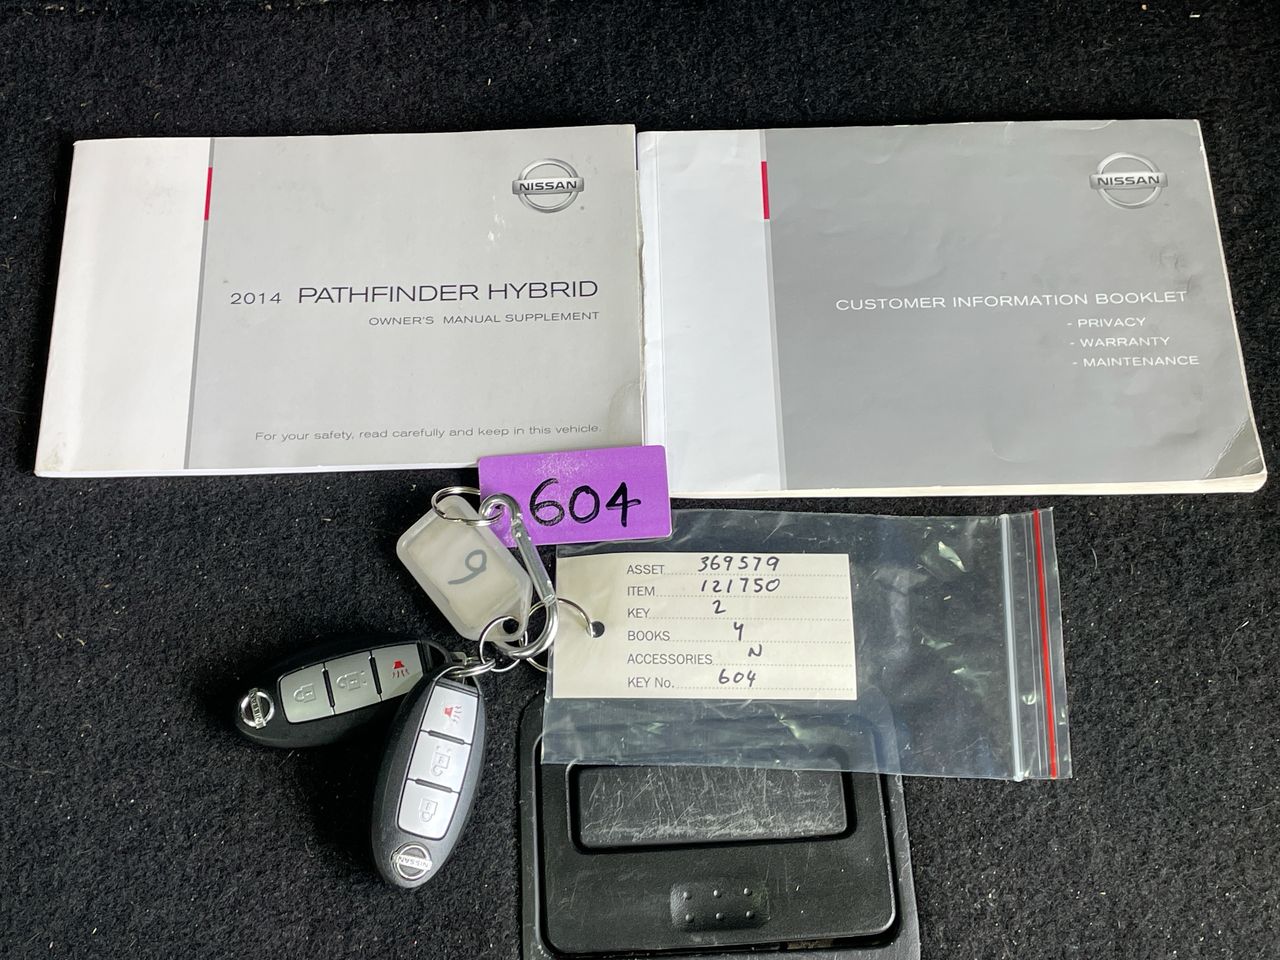 NISSAN
2014 PATHFINDER HYBRID
OWNER'S MANUAL SUPPLEMENT
For your safety, read carefully and keep in this vehicle.
NISSAN
CUSTOMER INFORMATION BOOKLET
- PRIVACY
- WARRANTY
- MAINTENANCE
604
9
ASSET 369579
ITEM 121750
KEY 2
BOOKS Y
ACCESSORIES N
KEY No. 604
NISSAN
NISSAN